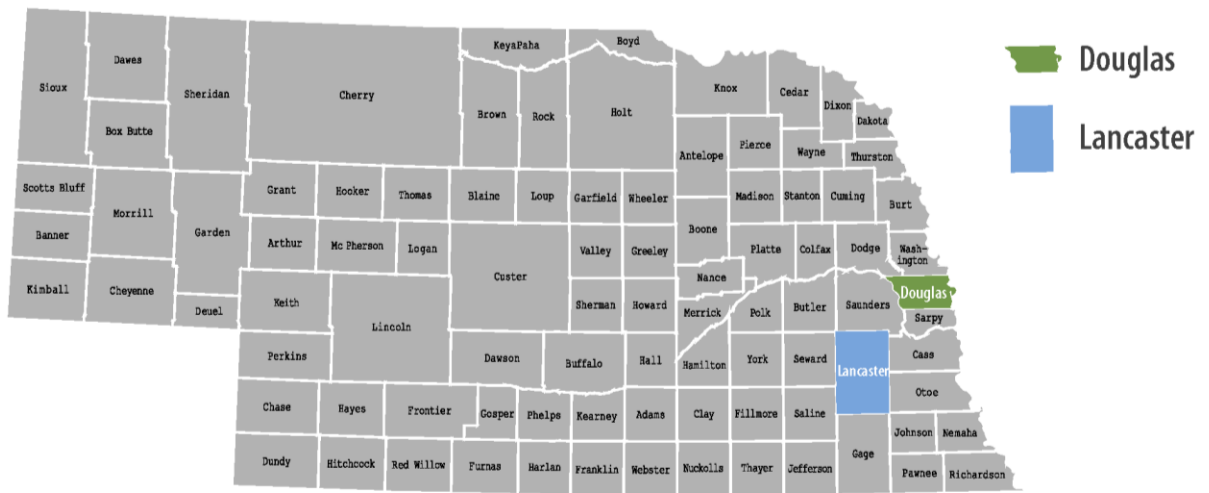 KeyaPaha
Boyd
Dawes
Sioux
Sheridan
Cherry
Knox
Cedar
Dixon
Brown
Rock
Holt
Dakota
Box Butte
Antelope
Pierce
Wayne
Thurston
Scotts Bluff
Grant
Hooker
Thomas
Blaine
Loup
Garfield
Wheeler
Madison
Stanton
Cuming
Burt
Morrill
Banner
Garden
Arthur
Mc Pherson
Logan
Custer
Valley
Greeley
Boone
Platte
Colfax
Dodge
Wash-
ington
Kimball
Cheyenne
Deuel
Keith
Lincoln
Sherman
Howard
Nance
Merrick
Polk
Butler
Saunders
Douglas
Sarpy
Perkins
Dawson
Buffalo
Hall
Hamilton
York
Seward
Lancaster
Cass
Otoe
Chase
Hayes
Frontier
Gosper
Phelps
Kearney
Adams
Clay
Fillmore
Saline
Johnson
Nemaha
Dundy
Hitchcock
Red Willow
Furnas
Harlan
Franklin
Webster
Nuckolls
Thayer
Jefferson
Gage
Pawnee
Richardson
Douglas
Lancaster